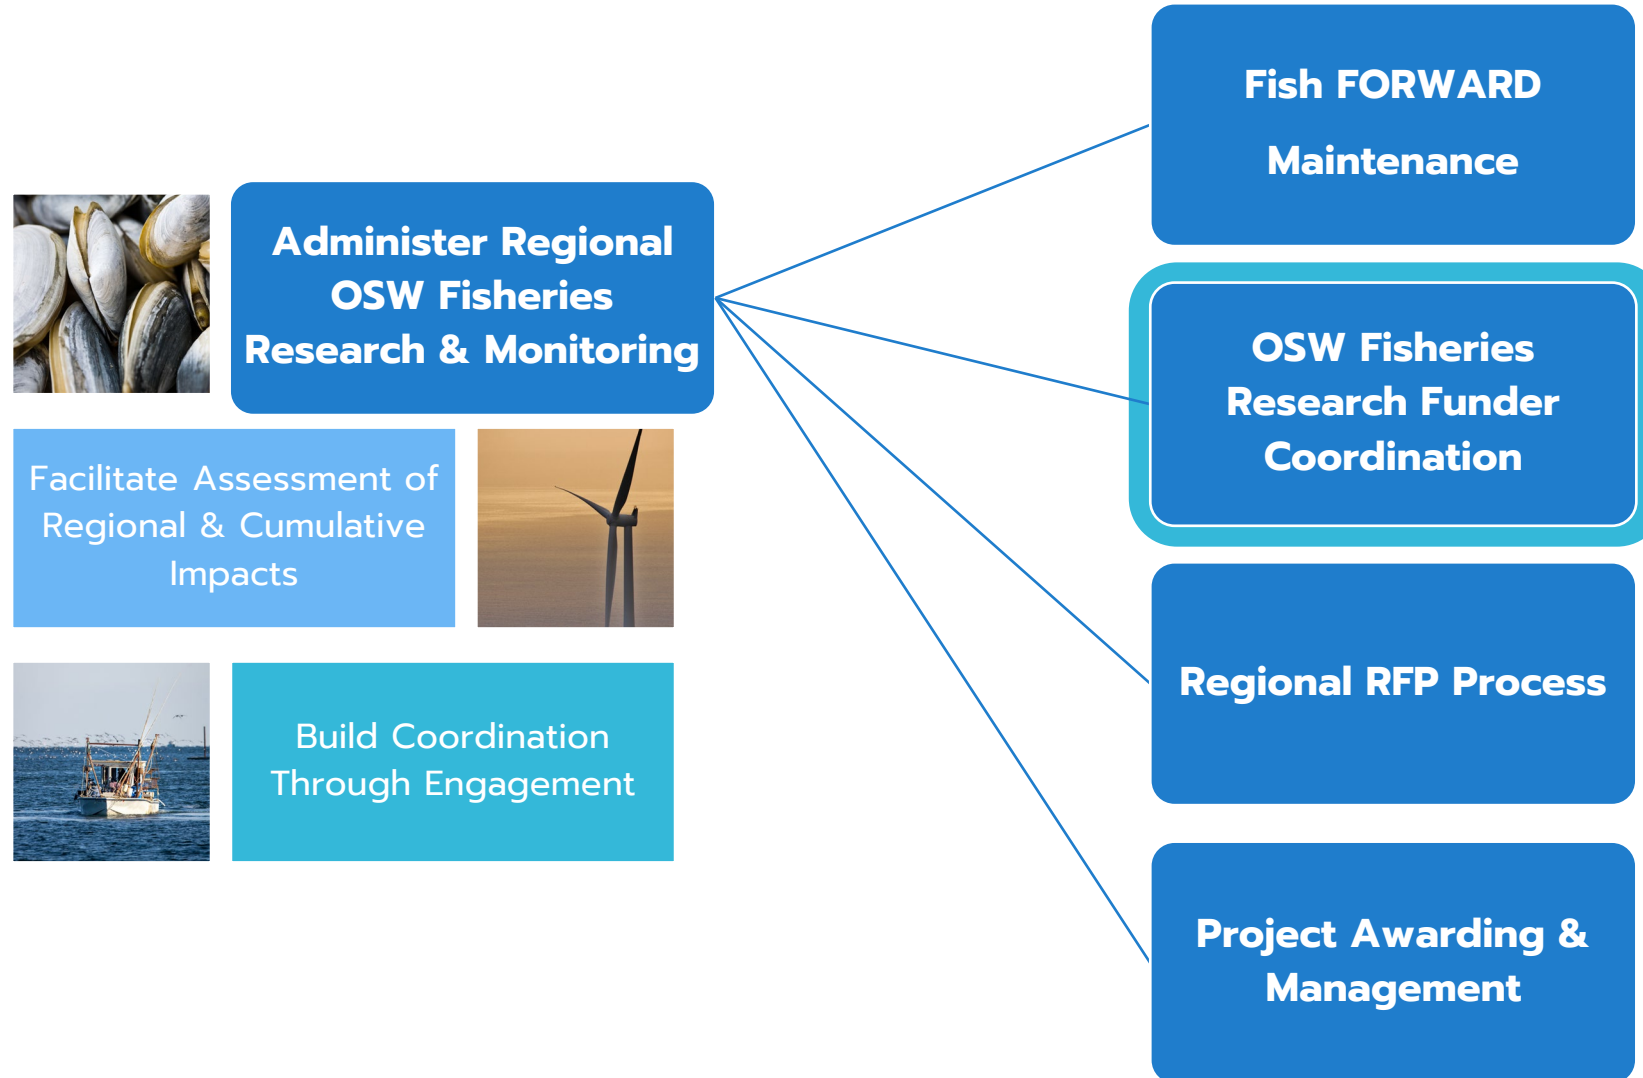 Administer Regional
OSW Fisheries
Research & Monitoring
Facilitate Assessment of
Regional & Cumulative
Impacts
Build Coordination
Through Engagement
Fish FORWARD
Maintenance
OSW Fisheries
Research Funder
Coordination
Regional RFP Process
Project Awarding &
Management